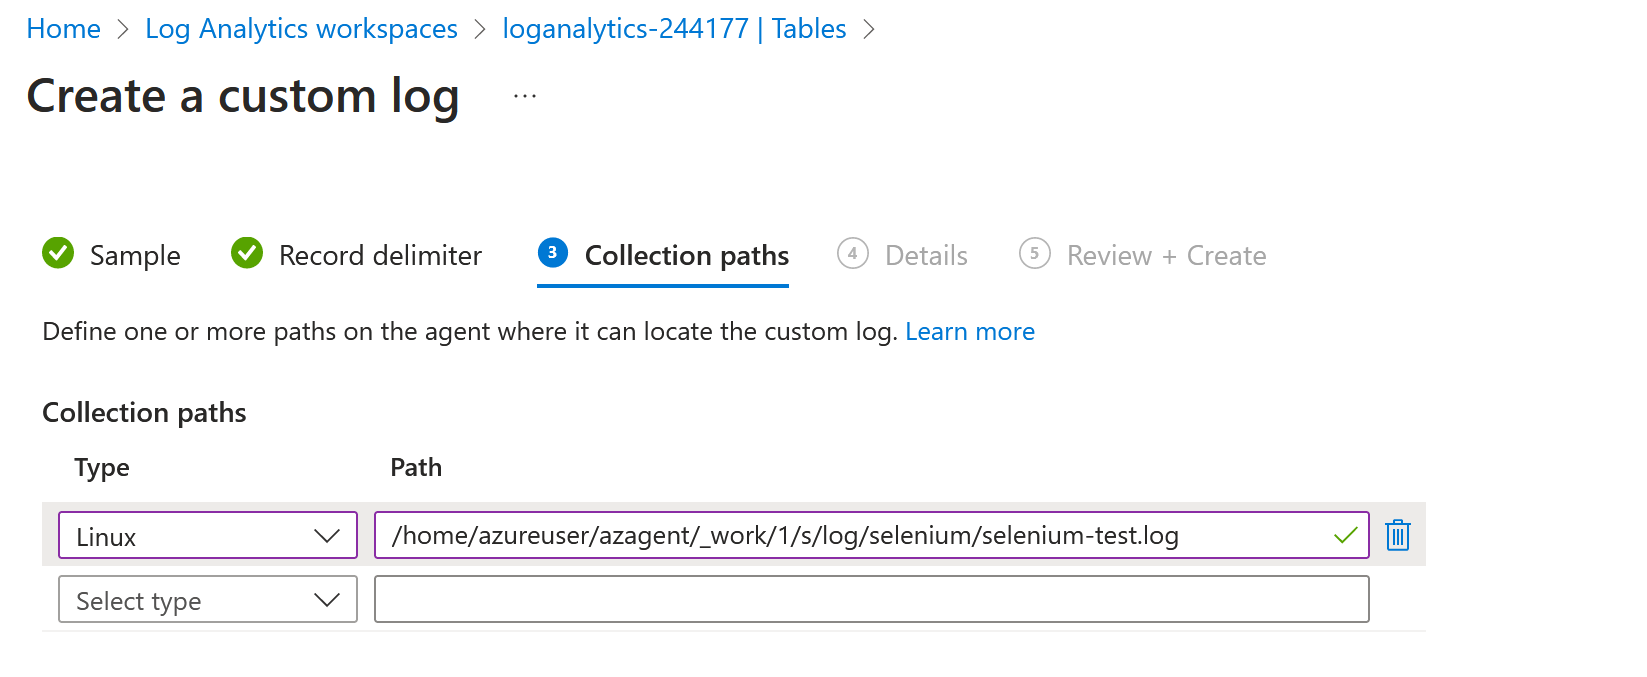 Home > Log Analytics workspaces > loganalytics-244177 | Tables >
Create a custom log ...
Sample Record delimiter 3 Collection paths 4 Details 5 Review + Create
Define one or more paths on the agent where it can locate the custom log. Learn more
Collection paths
Type Path
Linux /home/azureuser/azagent/_work/1/s/log/selenium/selenium-test.log
Select type